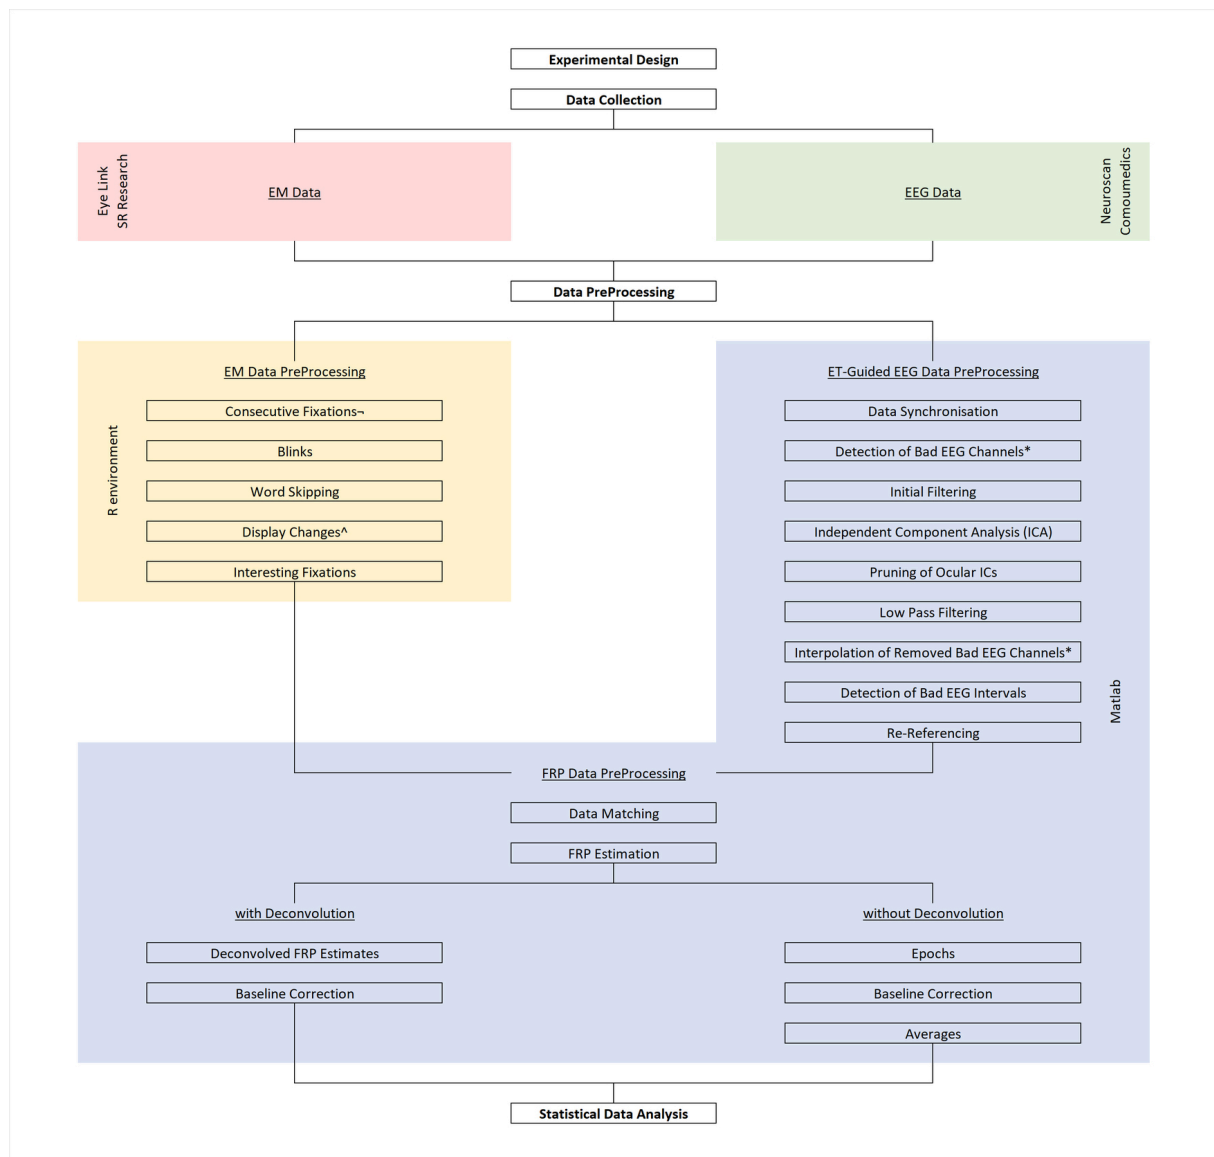 Experimental Design
Data Collection
Eye Link
SR Research
EM Data
EEG Data
Neuroscan
Comoumedics
Data PreProcessing
R environment
EM Data PreProcessing
Consecutive Fixations¬
Blinks
Word Skipping
Display Changes^
Interesting Fixations
ET-Guided EEG Data PreProcessing
Data Synchronisation
Detection of Bad EEG Channels*
Initial Filtering
Independent Component Analysis (ICA)
Pruning of Ocular ICs
Low Pass Filtering
Interpolation of Removed Bad EEG Channels*
Detection of Bad EEG Intervals
Re-Referencing
Matlab
FRP Data PreProcessing
Data Matching
FRP Estimation
with Deconvolution
Deconvolved FRP Estimates
Baseline Correction
without Deconvolution
Epochs
Baseline Correction
Averages
Statistical Data Analysis